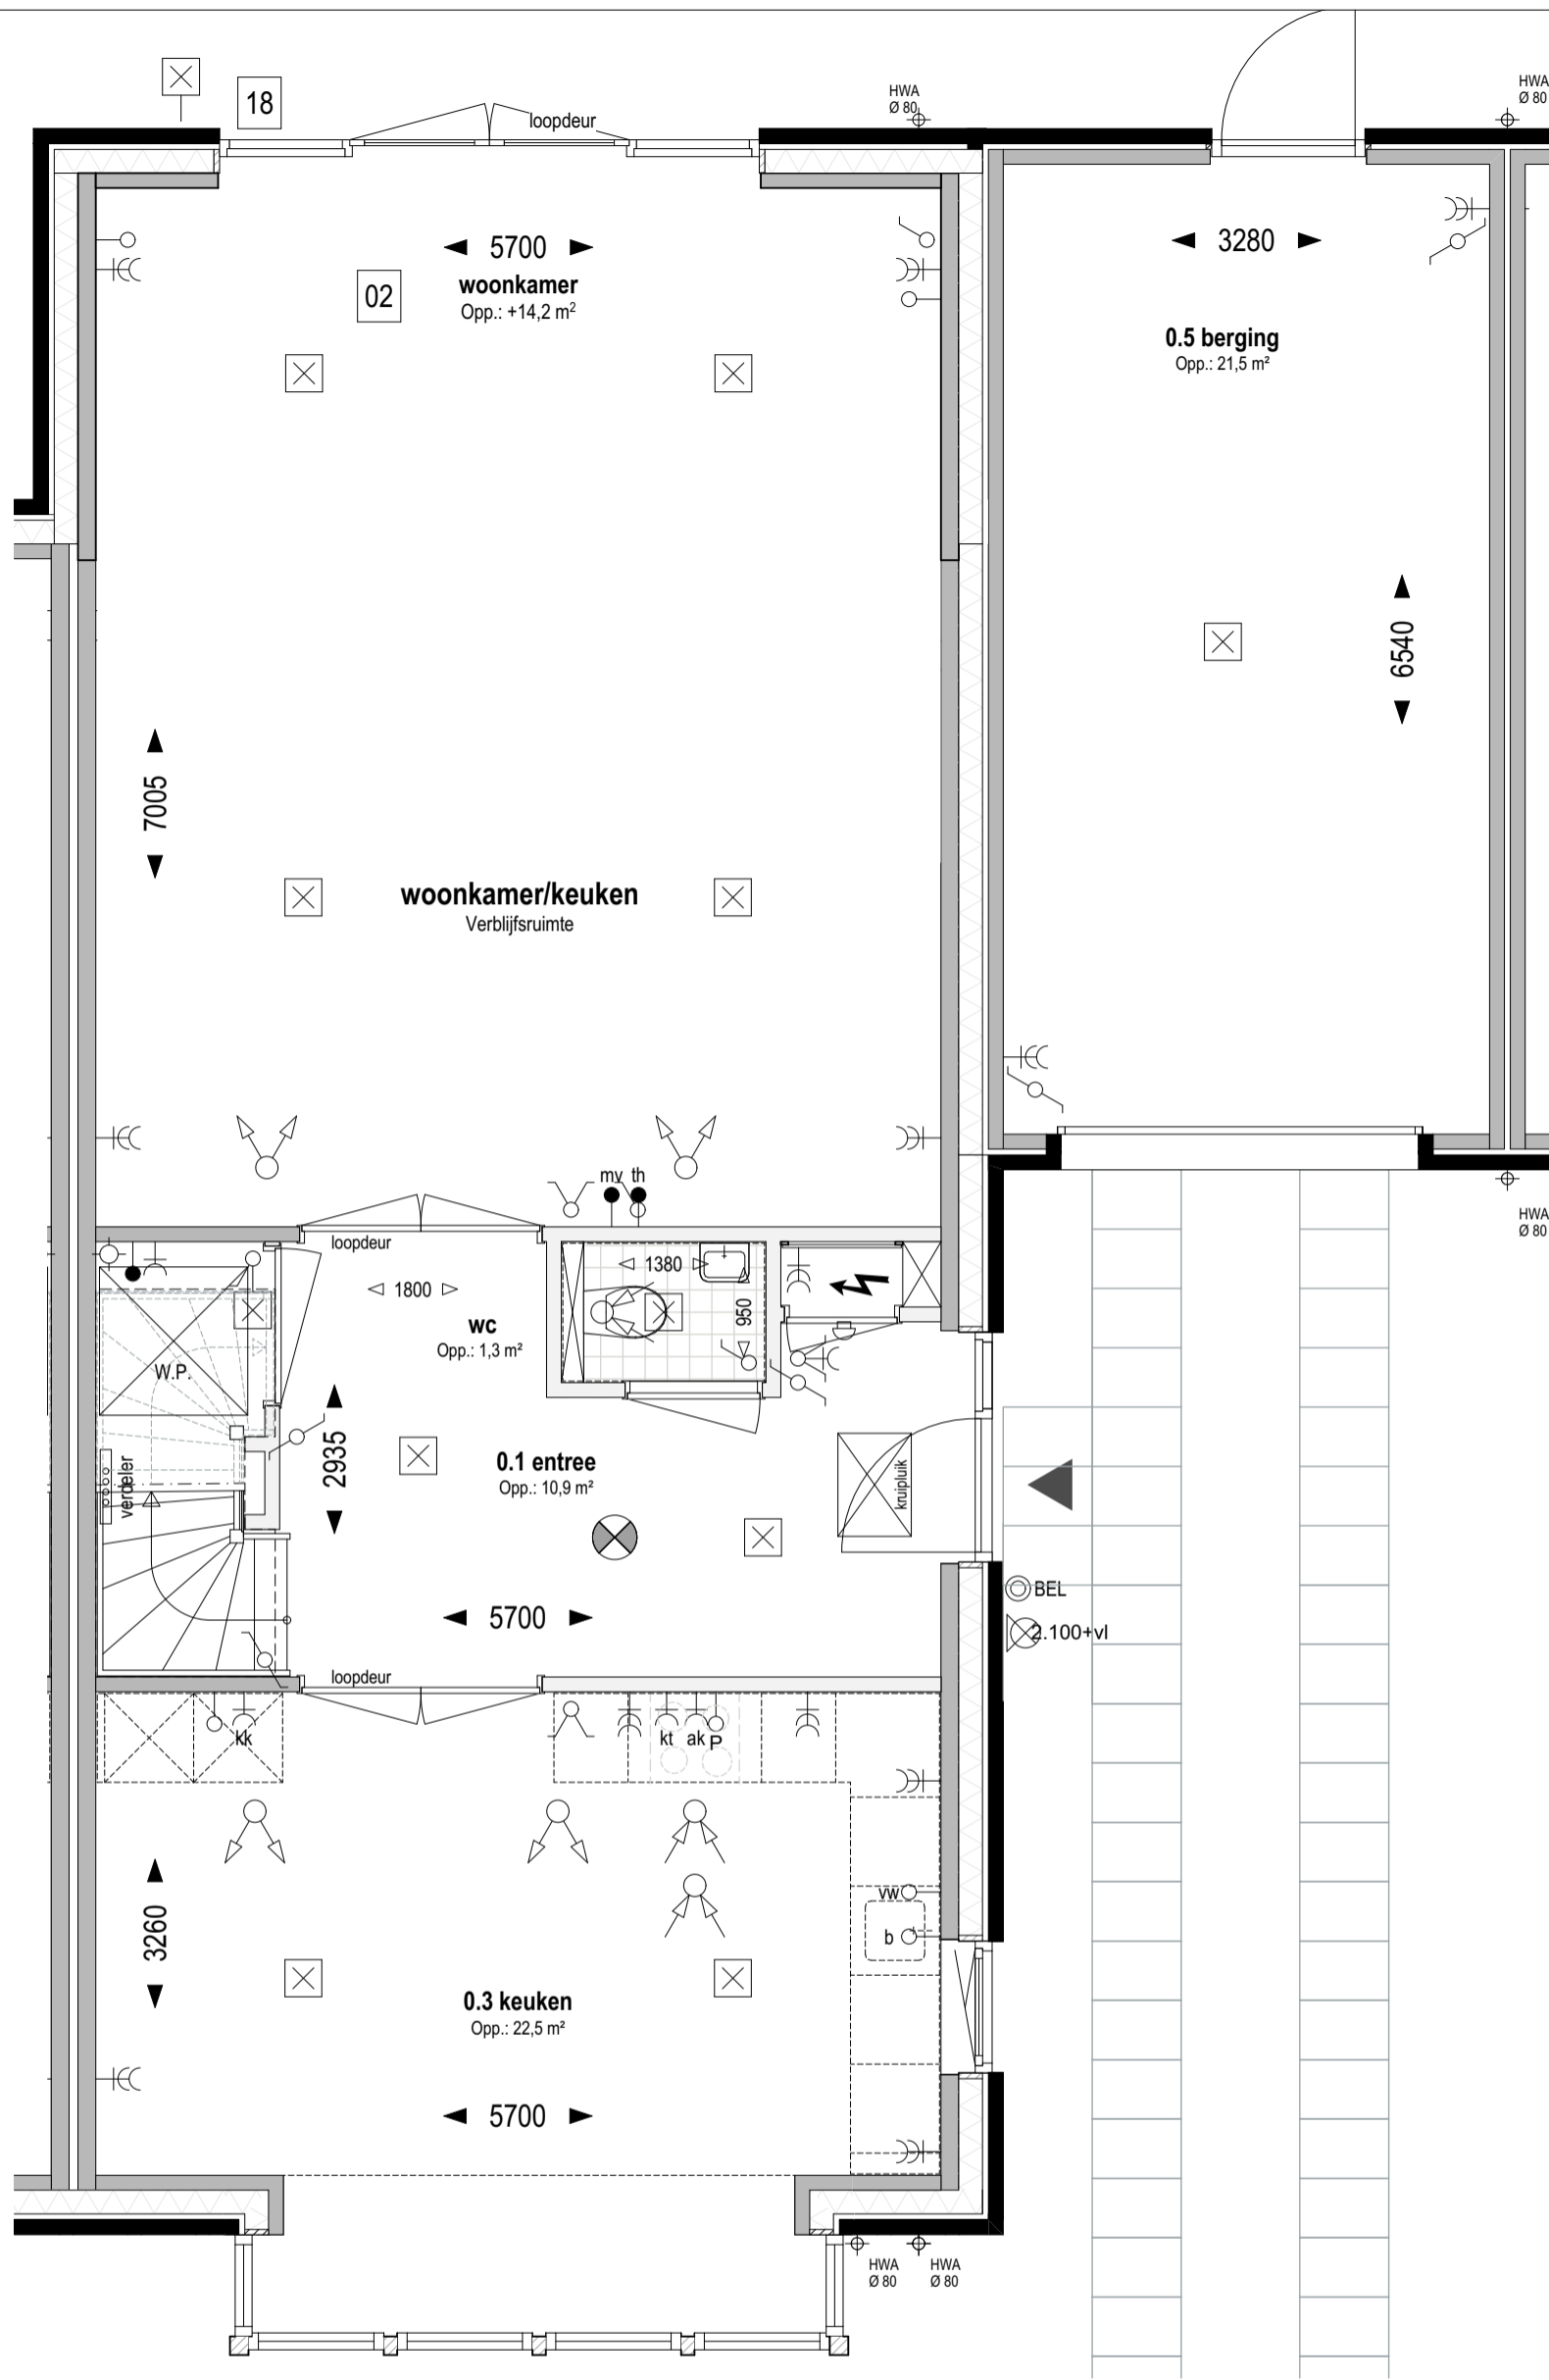 18
loopdeur
HWA
Ø 80
HWA
Ø 80
5700
woonkamer
Opp.: +14,2 m²
02
3280
0.5 berging
Opp.: 21,5 m²
6540
7005
woonkamer/keuken
Verblijfsruimte
mv th
HWA
Ø 80
loopdeur
1800
1380
950
wc
Opp.: 1,3 m²
W.P.
verdeler
2935
0.1 entree
Opp.: 10,9 m²
kruipluik
BEL
2.100+vl
5700
loopdeur
kk
kt ak P
vw
b
3260
0.3 keuken
Opp.: 22,5 m²
5700
HWA
Ø 80
HWA
Ø 80